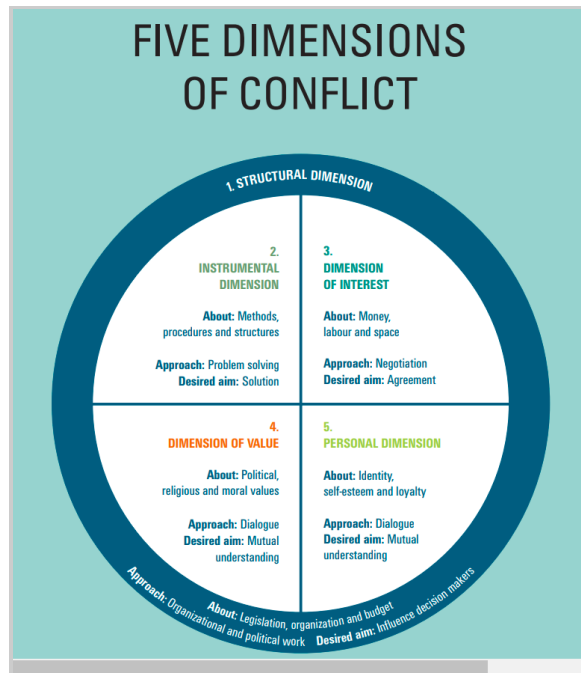 FIVE DIMENSIONS
OF CONFLICT
1. STRUCTURAL DIMENSION
2.
INSTRUMENTAL
DIMENSION
About: Methods,
procedures and structures
Approach: Problem solving
Desired aim: Solution
3.
DIMENSION
OF INTEREST
About: Money,
labour and space
Approach: Negotiation
Desired aim: Agreement
4.
DIMENSION OF VALUE
About: Political,
religious and moral values
Approach: Dialogue
Desired aim: Mutual
understanding
5.
PERSONAL DIMENSION
About: Identity,
self-esteem and loyalty
Approach: Dialogue
Desired aim: Mutual
understanding
About: Legislation, organization and budget
Approach: Organizational and political work Desired aim: Influence decision makers